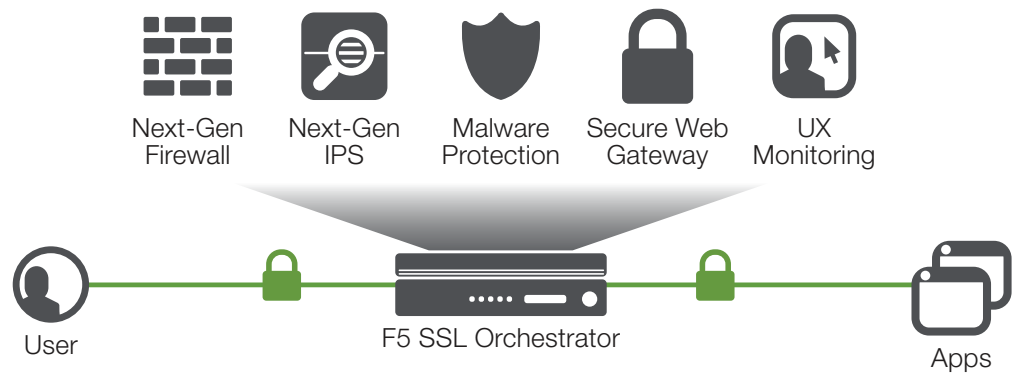 Next-Gen
Firewall
Next-Gen
IPS
Malware
Protection
Secure Web
Gateway
UX
Monitoring
User
F5 SSL Orchestrator
Apps